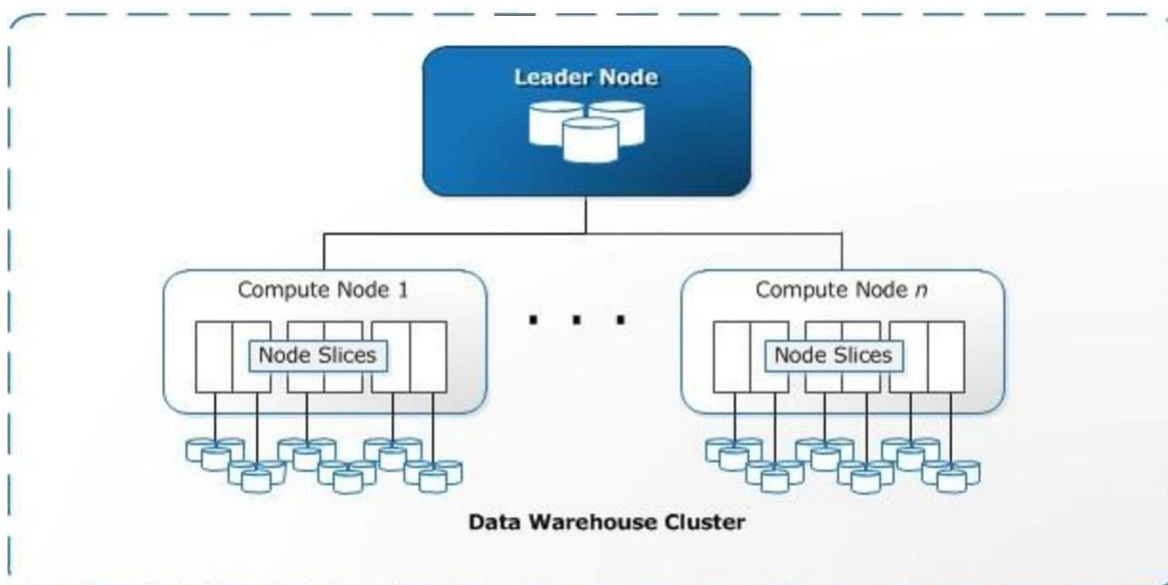 Leader Node
Compute Node 1
Compute Node n
. . .
Node Slices
Node Slices
Data Warehouse Cluster